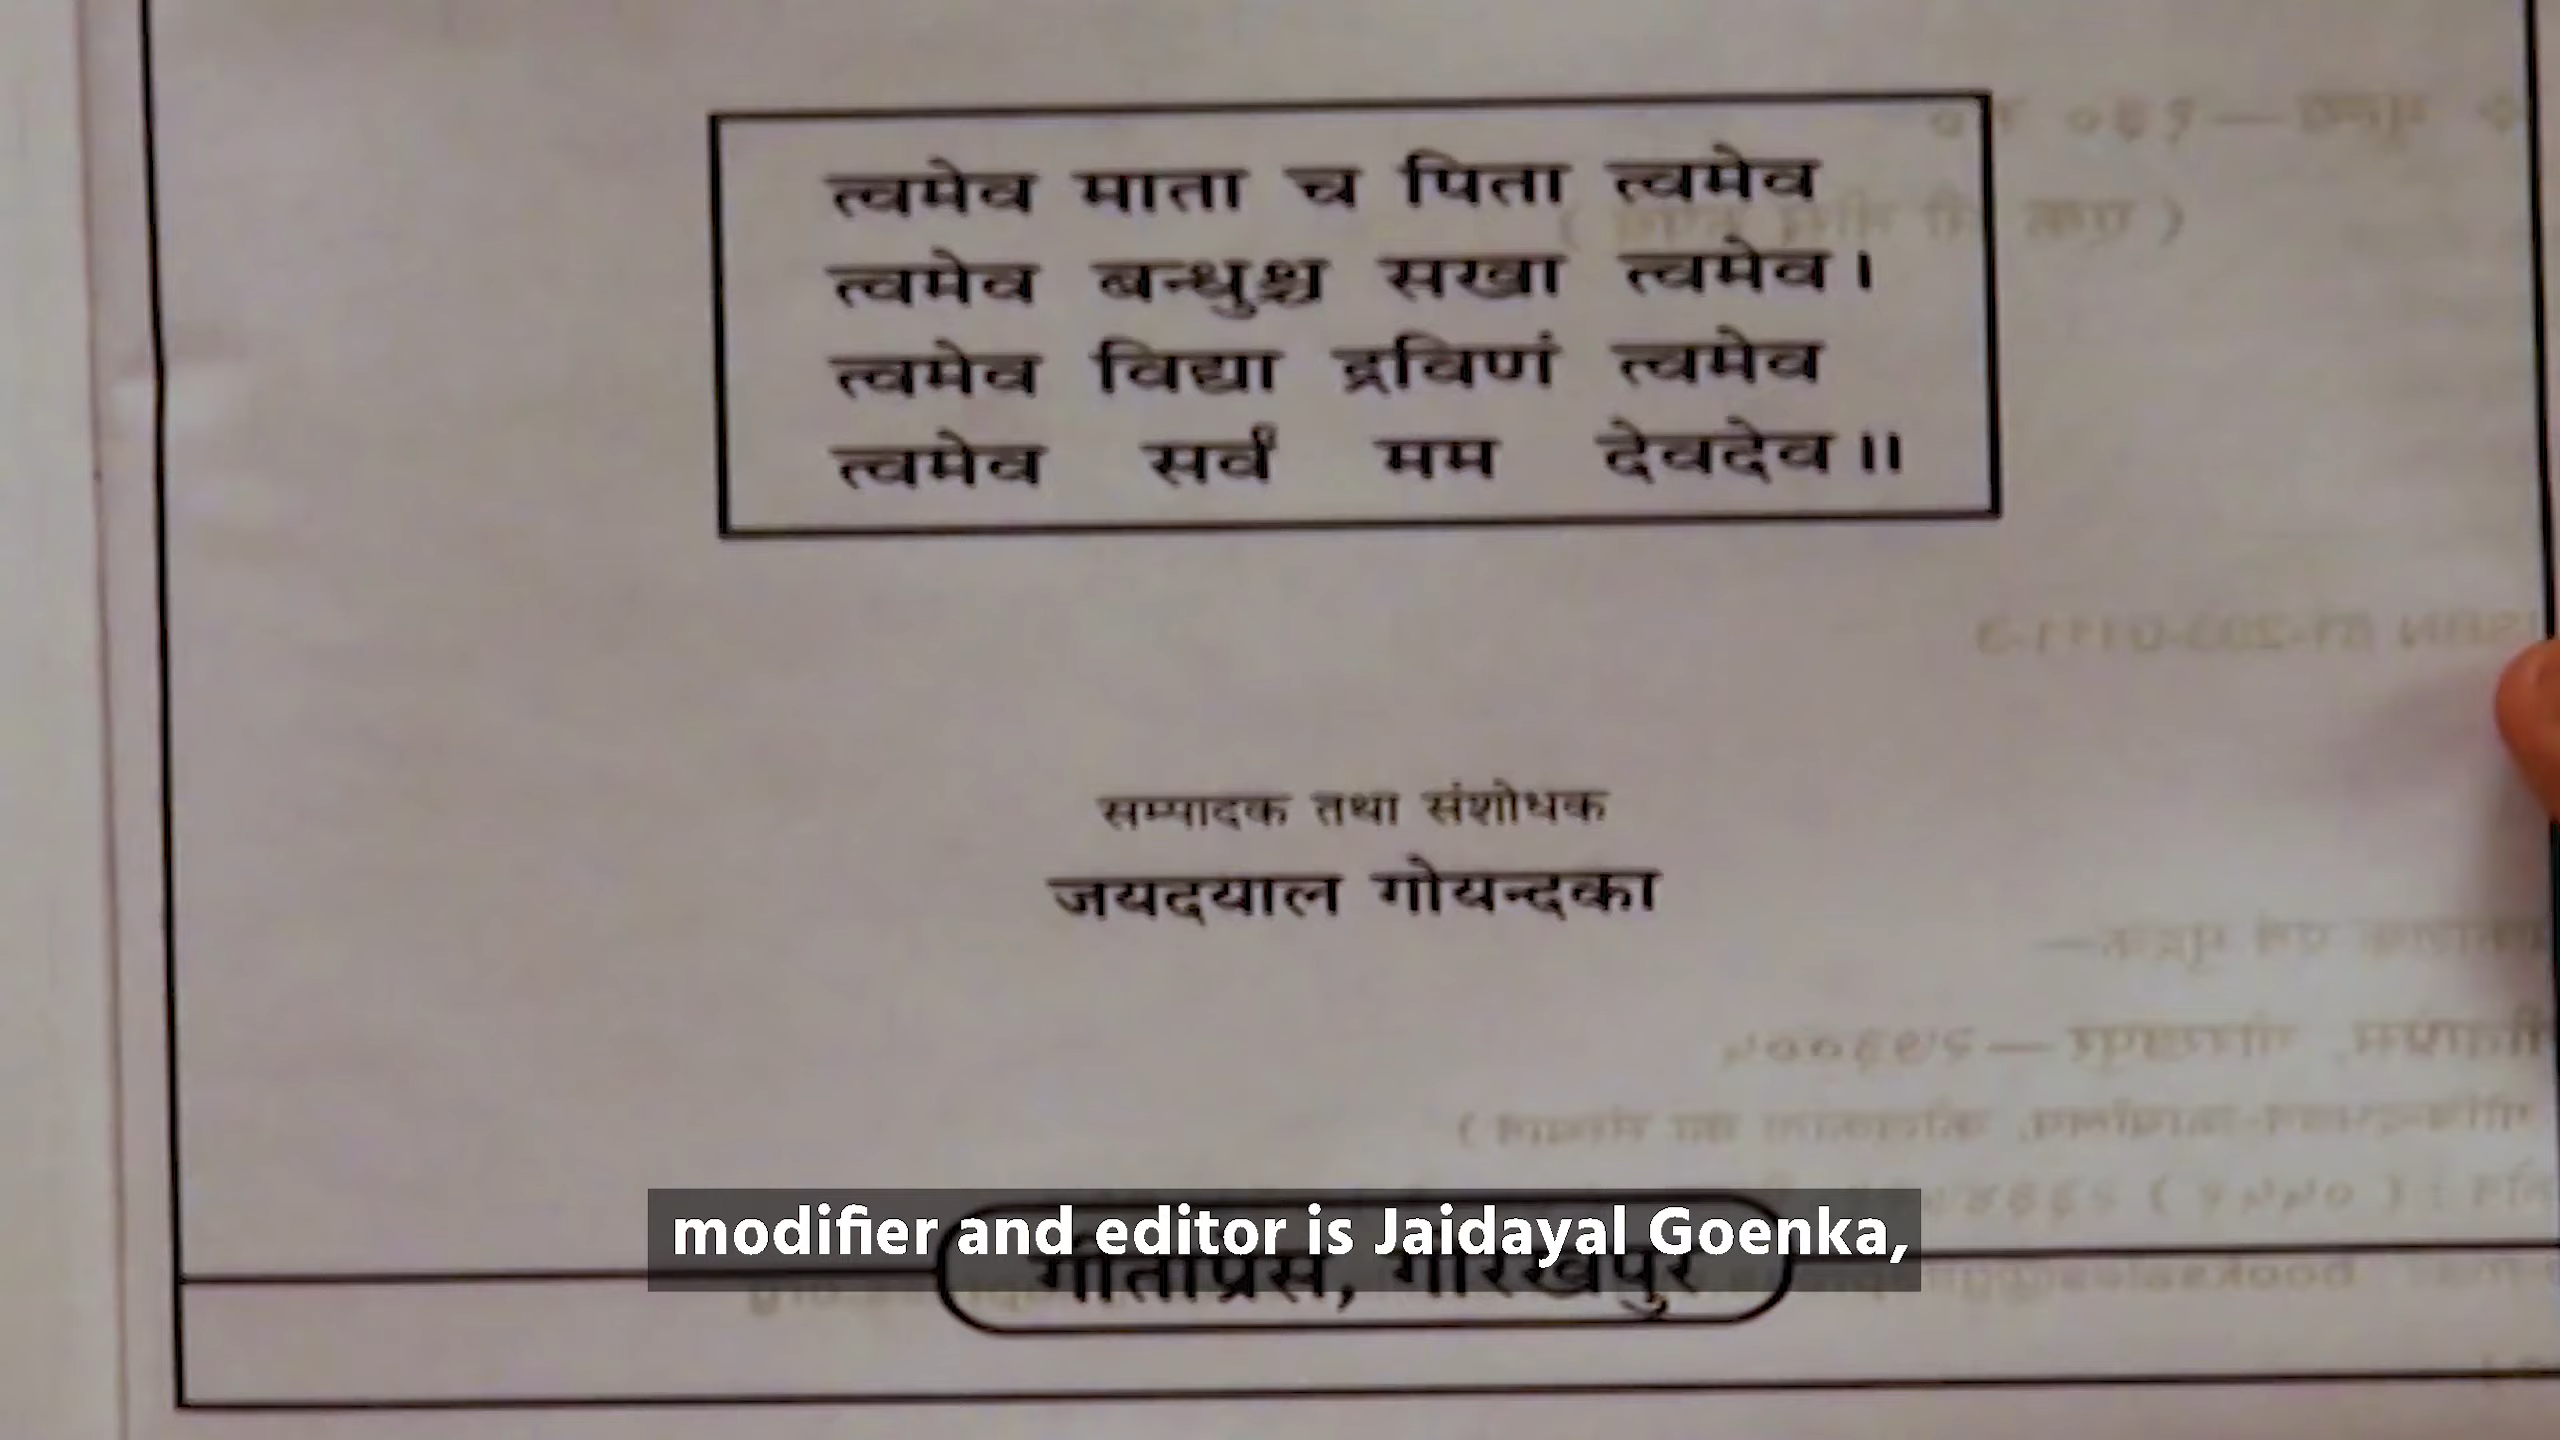 त्वमेव माता च पिता त्वमेव
त्वमेव बन्धुश्च सखा त्वमेव।
त्वमेव विद्या द्रविणं त्वमेव
त्वमेव सर्वं मम देवदेव॥
सम्पादक तथा संशोधक
जयदयाल गोयन्दका
modifier and editor is Jaidayal Goenka,
गीताप्रेस, गोरखपुर